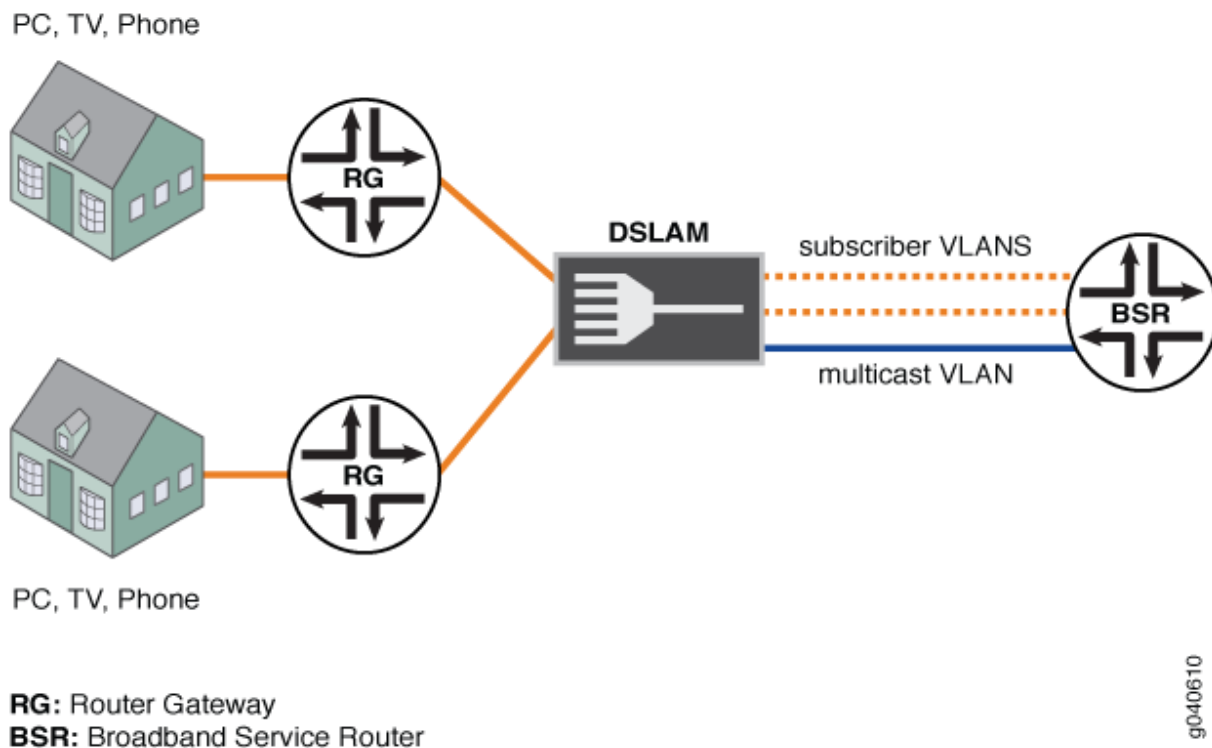 PC, TV, Phone
RG
DSLAM
subscriber VLANS
BSR
multicast VLAN
RG
PC, TV, Phone
RG: Router Gateway
BSR: Broadband Service Router
g040610